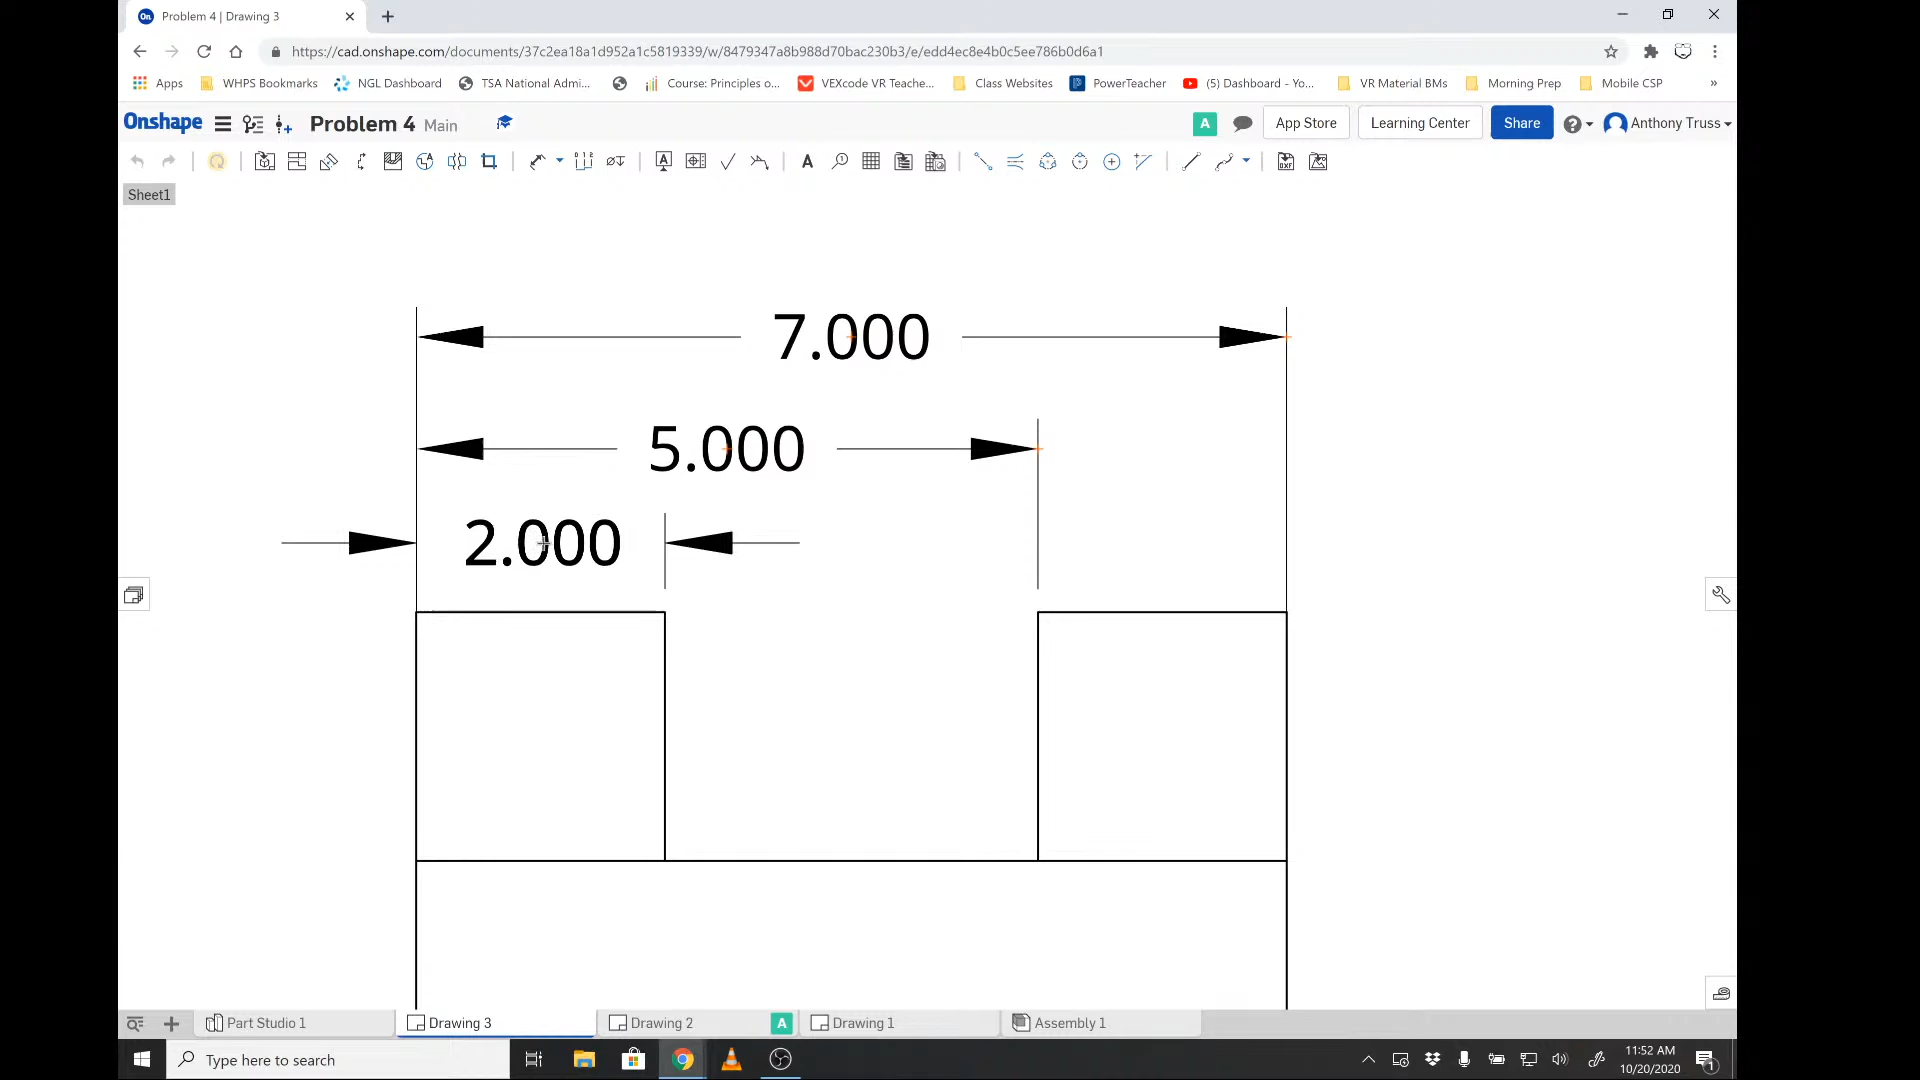 On Problem 4 | Drawing 3
https://cad.onshape.com/documents/37c2ea18a1d952a1c5819339/w/8479347a8b988d70bac230b3/e/edd4ec8e4b0c5ee786b0d6a1
Apps WHPS Bookmarks NGL Dashboard TSA National Admi... Course: Principles o... VEXcode VR Teache... Class Websites PowerTeacher (5) Dashboard - Yo... VR Material BMs Morning Prep Mobile CSP »
Onshape Problem 4 Main A App Store Learning Center Share Anthony Truss
Sheet1
7.000
5.000
2.000
Part Studio 1 Drawing 3 Drawing 2 A Drawing 1 Assembly 1
Type here to search 11:52 AM
10/20/2020 1